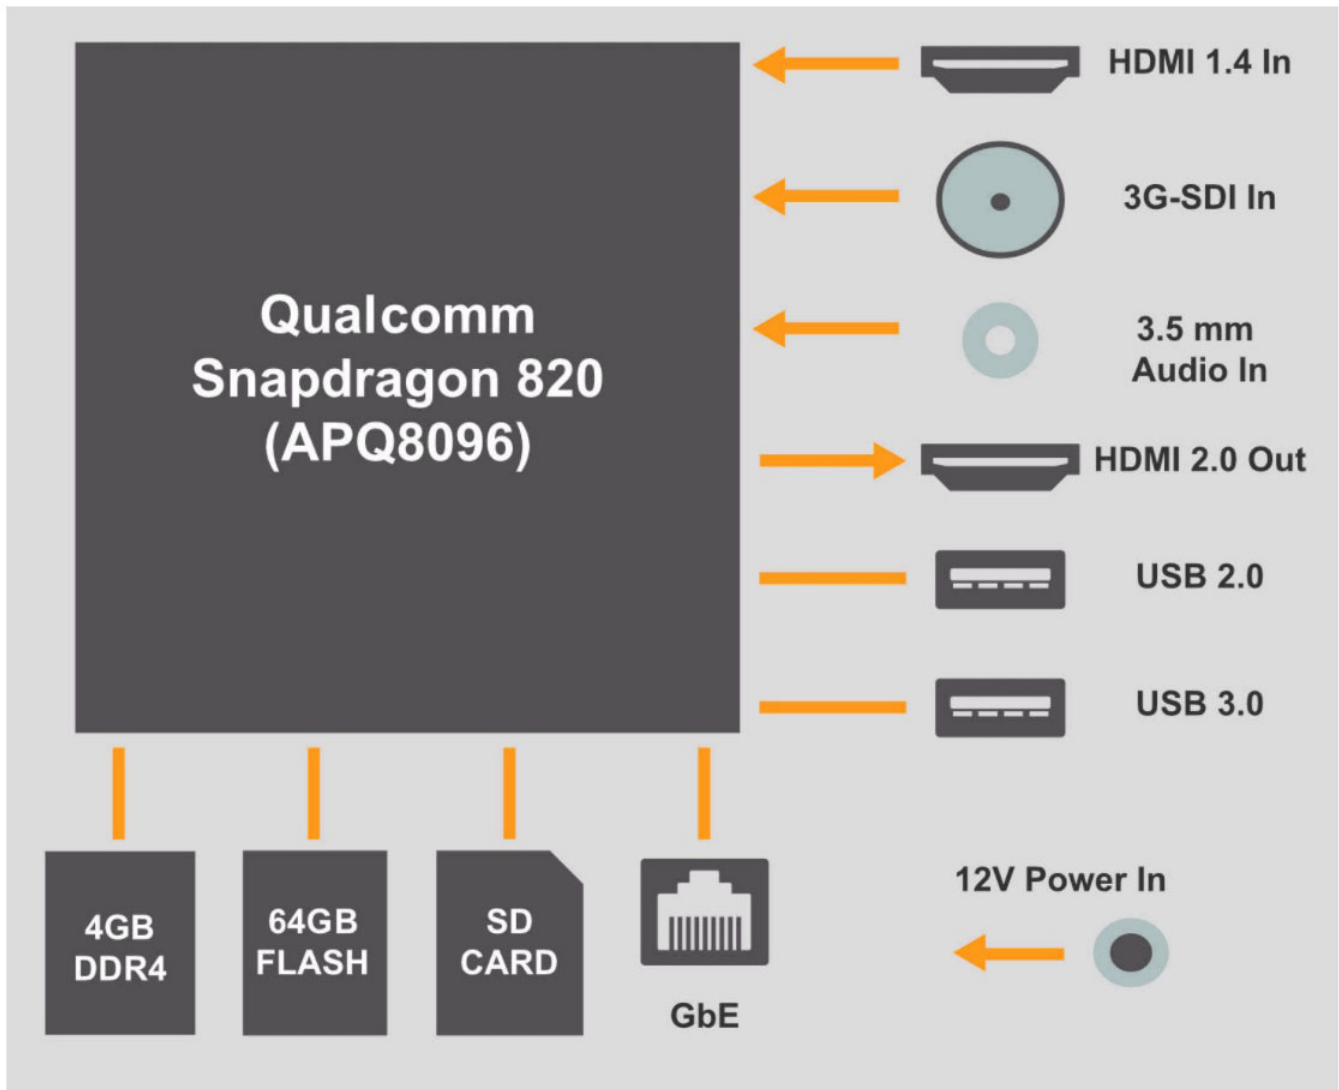 Qualcomm
Snapdragon 820
(APQ8096)
HDMI 1.4 In
3G-SDI In
3.5 mm
Audio In
HDMI 2.0 Out
USB 2.0
USB 3.0
4GB
DDR4
64GB
FLASH
SD
CARD
GbE
12V Power In